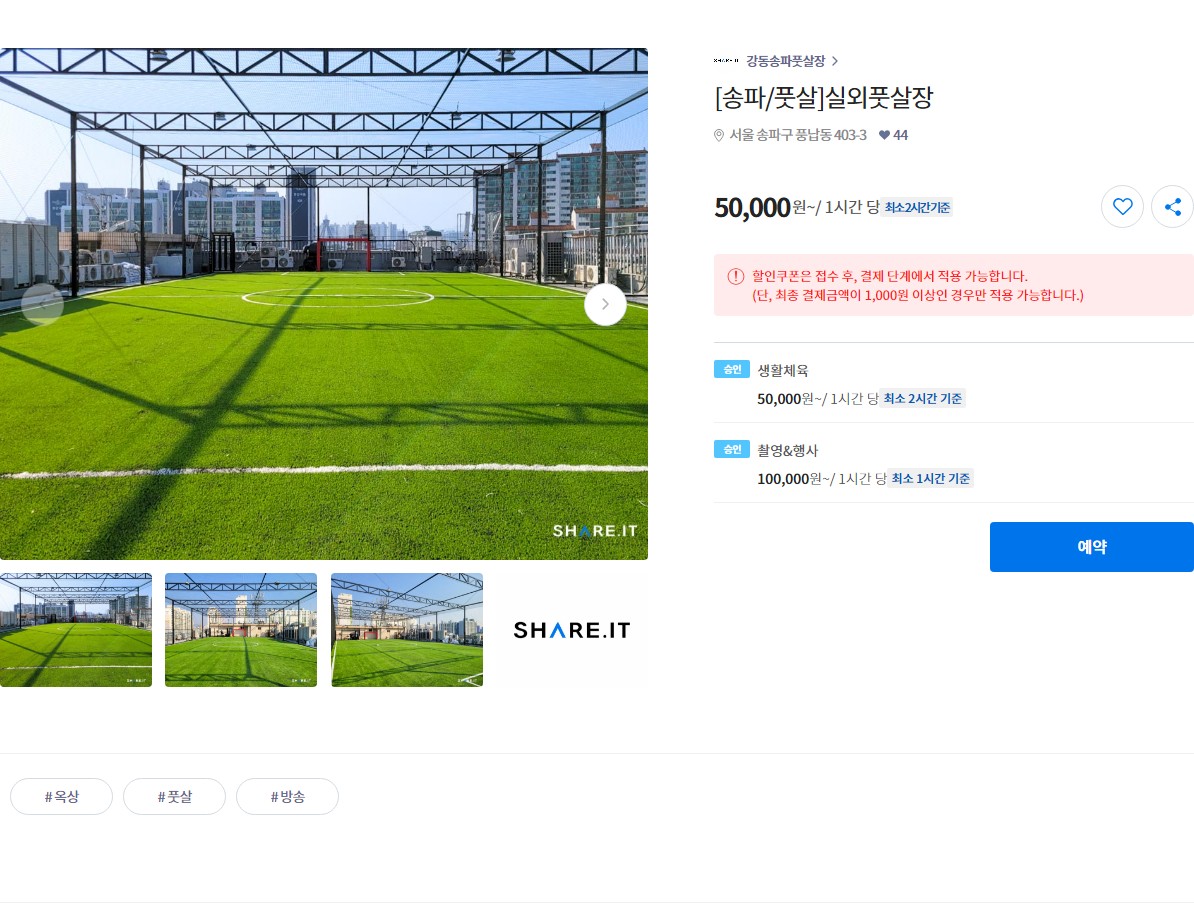 SHARE.IT
강동송파풋살장
[송파/풋살]실외풋살장
서울 송파구 풍납동 403-3 44
50,000원~/ 1시간 당 최소2시간기준
할인쿠폰은 접수 후, 결제 단계에서 적용 가능합니다.
(단, 최종 결제금액이 1,000원 이상인 경우만 적용 가능합니다.)
승인 생활체육
50,000원~/ 1시간 당 최소 2시간 기준
승인 촬영&행사
100,000원~/ 1시간 당 최소 1시간 기준
예약
SHARE.IT
#옥상
#풋살
#방송